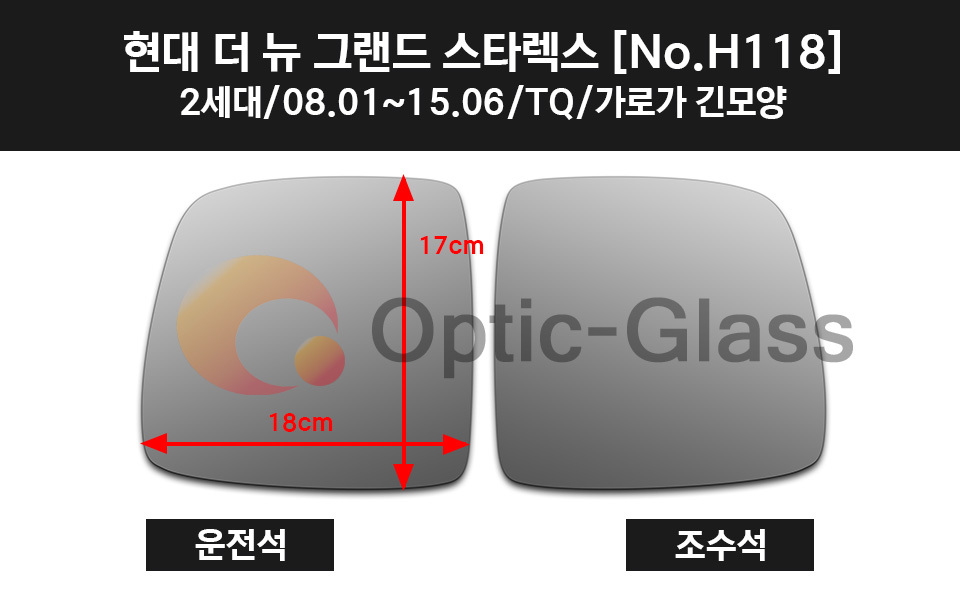 현대 더 뉴 그랜드 스타렉스 [No.H118]
2세대/08.01~15.06/TQ/가로가 긴모양
17cm
Optic-Glass
18cm
운전석
조수석